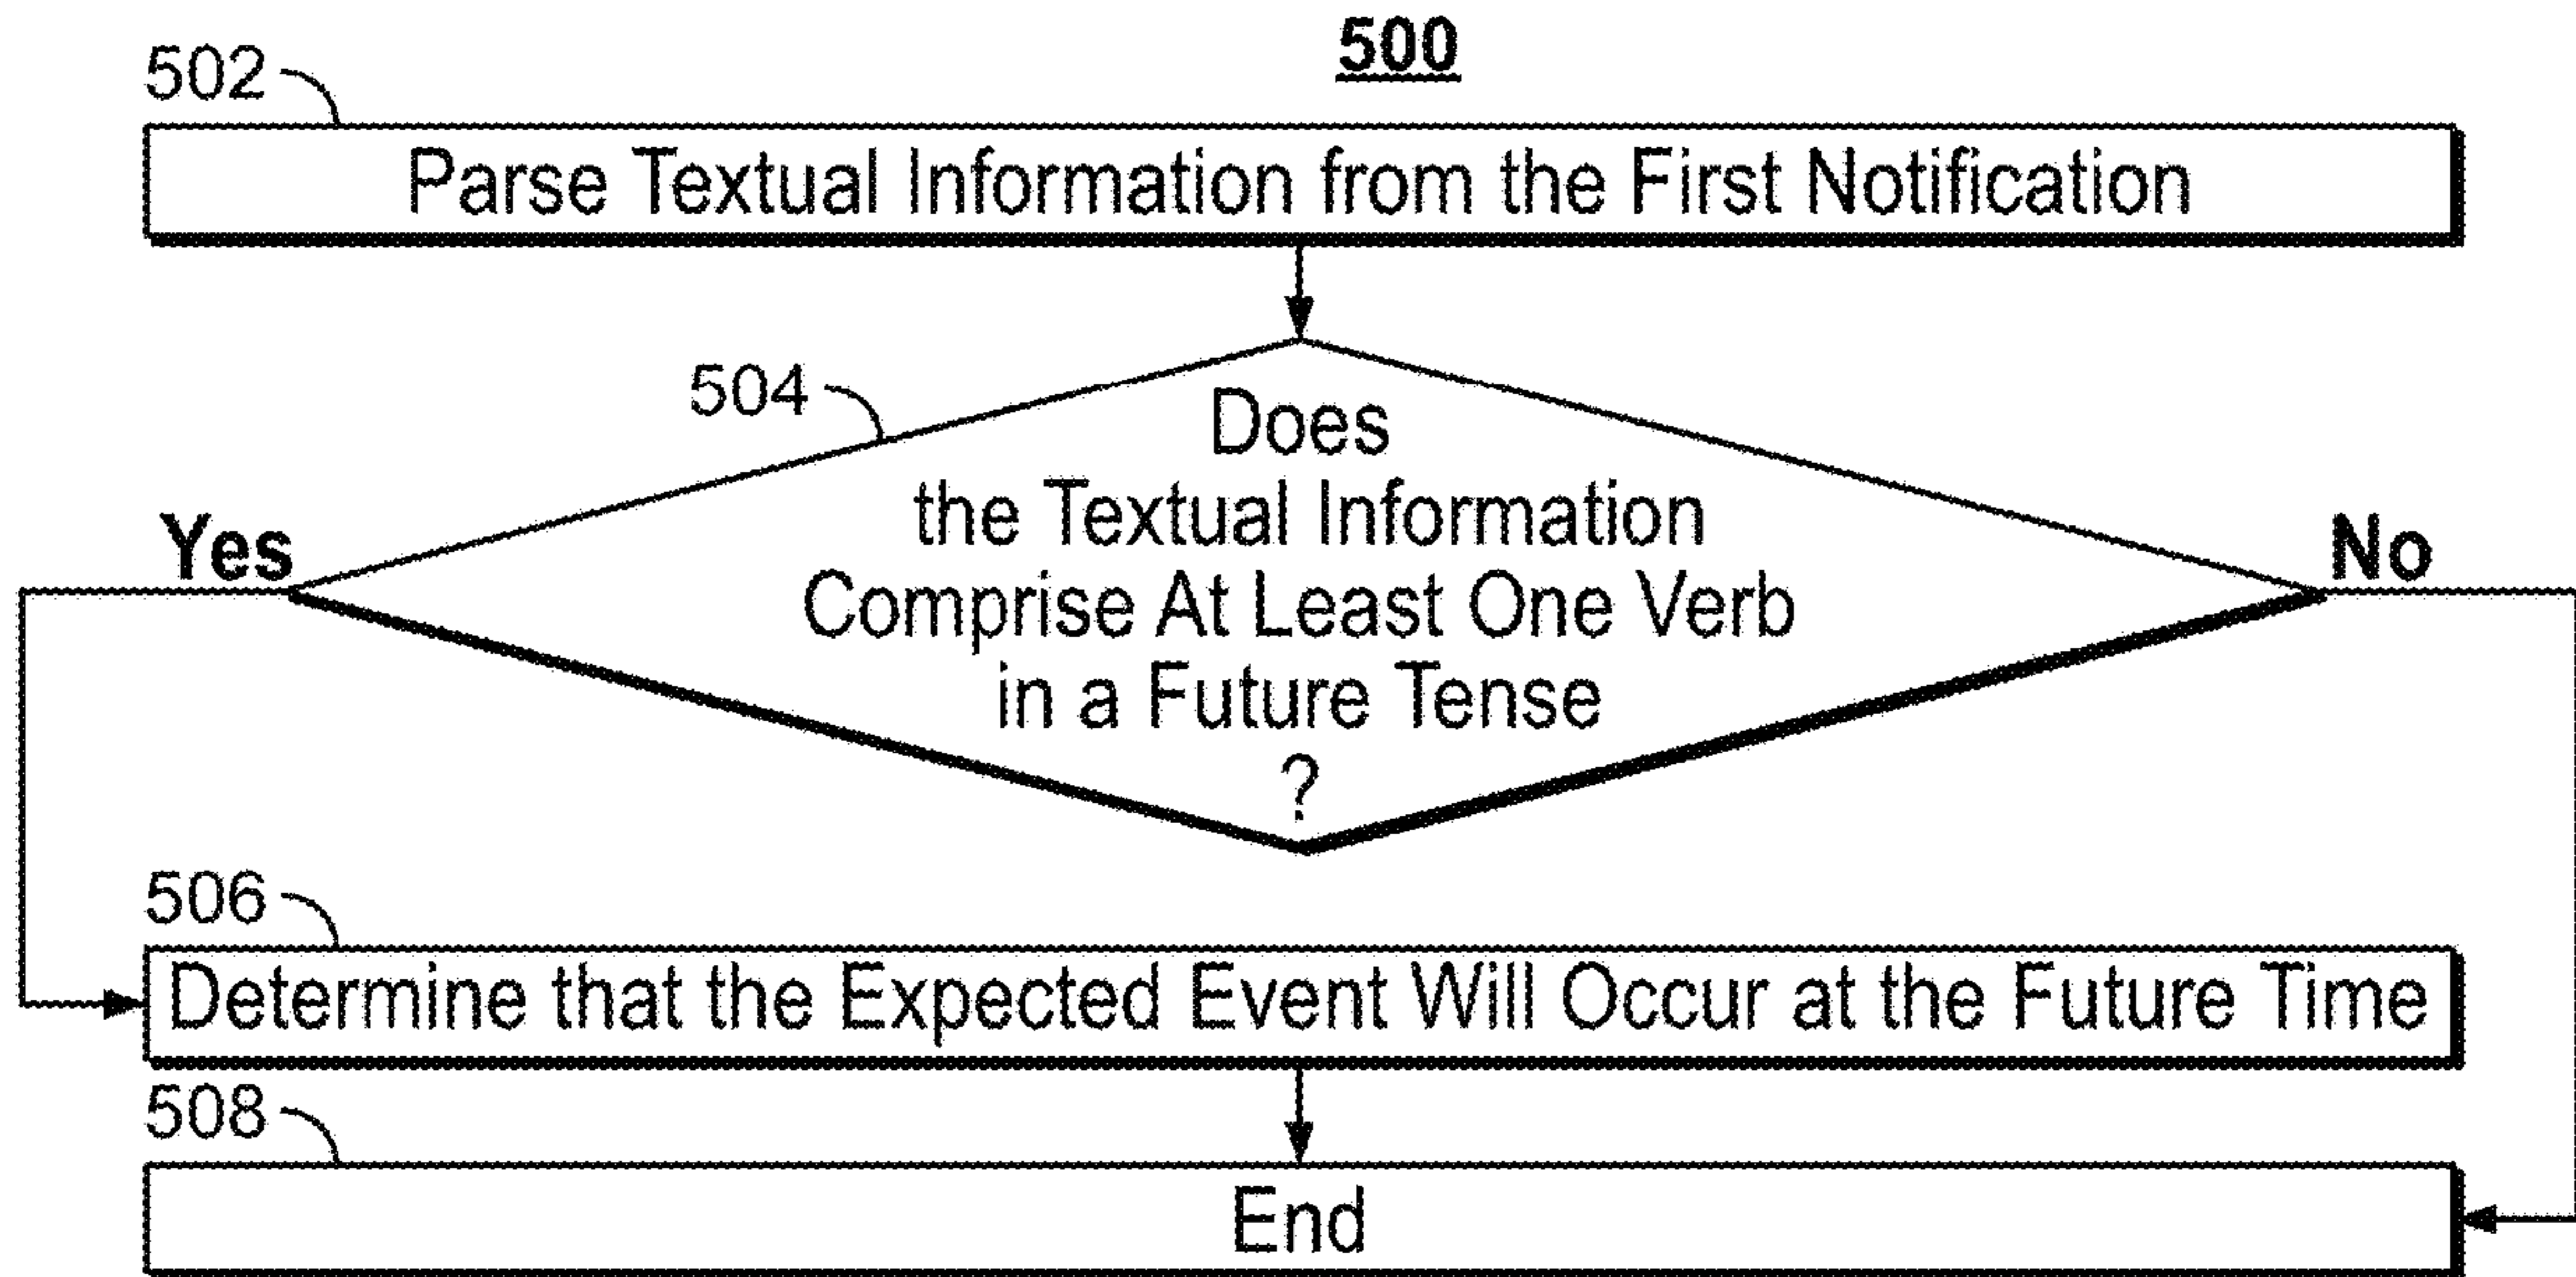 500
502
Parse Textual Information from the First Notification
504
Does
the Textual Information
Comprise At Least One Verb
in a Future Tense
?
Yes
No
506
Determine that the Expected Event Will Occur at the Future Time
508
End